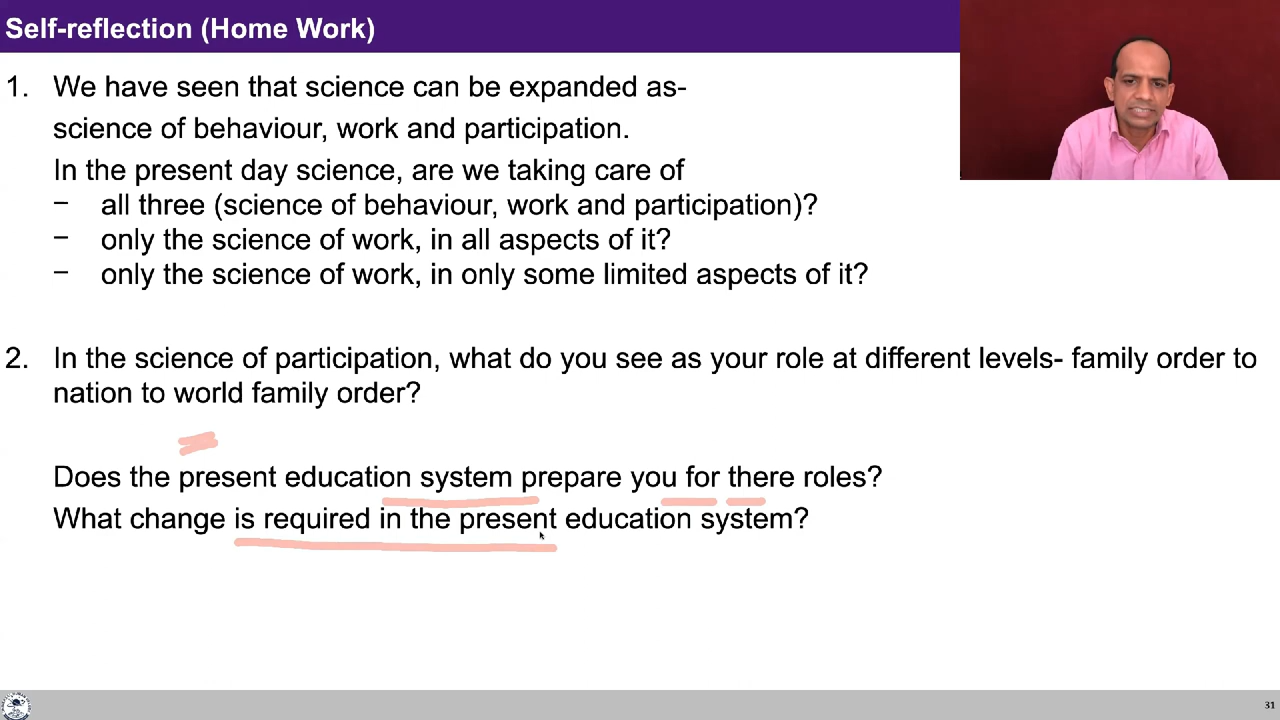 Self-reflection (Home Work)
1. We have seen that science can be expanded as-
science of behaviour, work and participation.
In the present day science, are we taking care of
− all three (science of behaviour, work and participation)?
− only the science of work, in all aspects of it?
− only the science of work, in only some limited aspects of it?
2. In the science of participation, what do you see as your role at different levels- family order to
nation to world family order?
Does the present education system prepare you for there roles?
What change is required in the present education system?
31